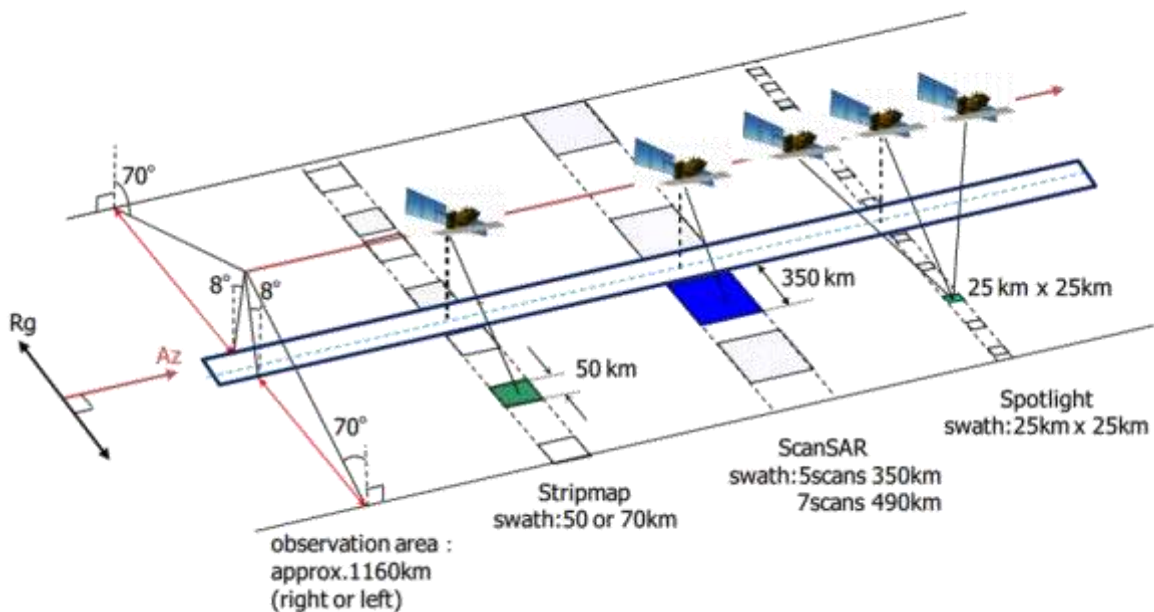 70°
8°
8°
Rg
Az
350 km
25 km x 25km
50 km
70°
Spotlight
swath:25km x 25km
ScanSAR
swath:5scans 350km
7scans 490km
Stripmap
swath:50 or 70km
observation area :
approx.1160km
(right or left)